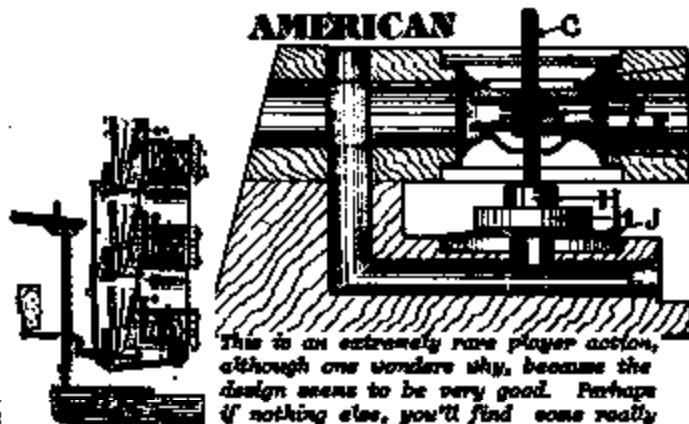 AMERICAN
C
H
J
This is an extremely rare player action,
although one wonders why, because the
design seems to be very good. Perhaps
if nothing else, you'll find some really